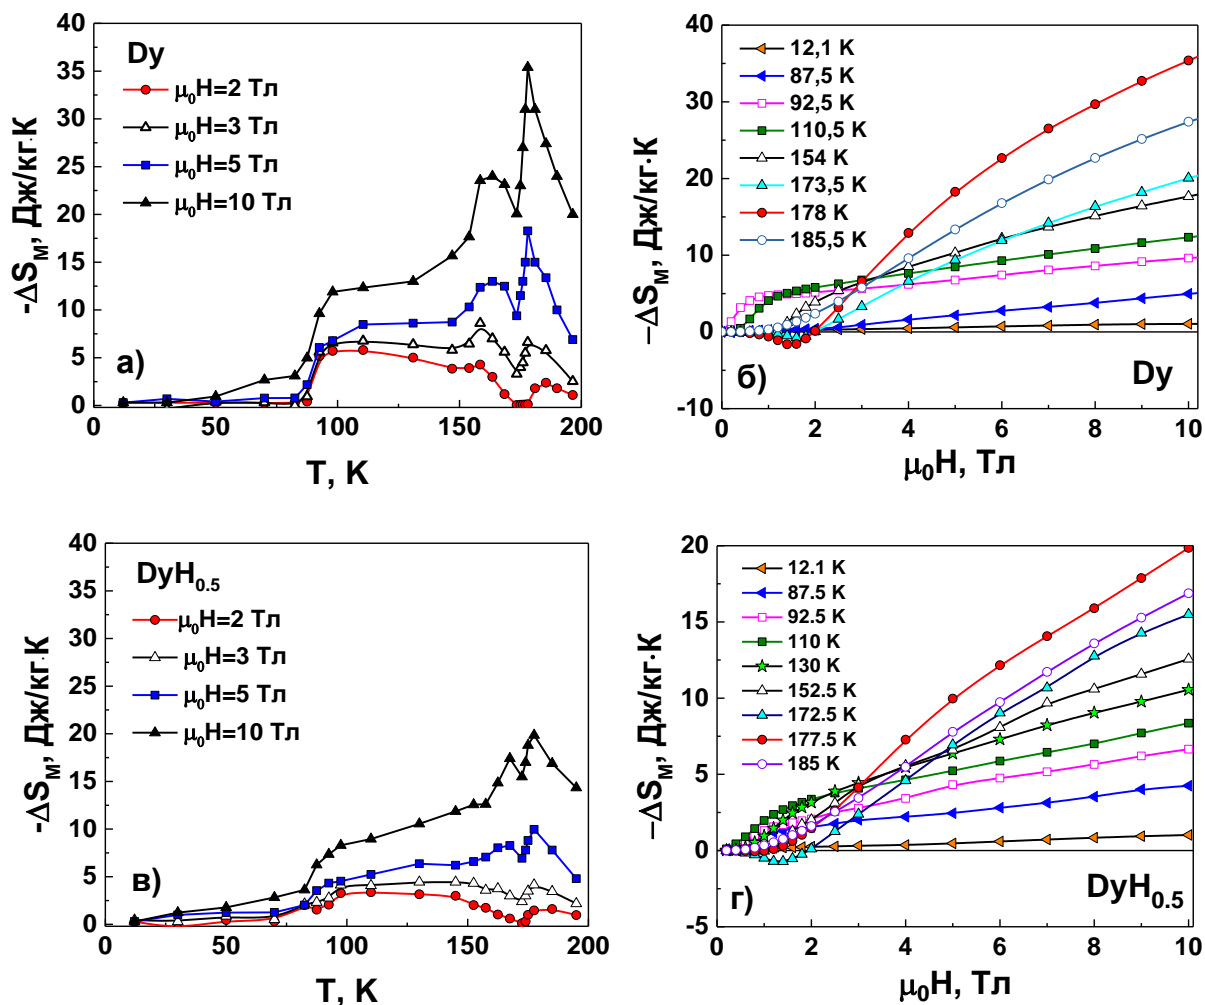 Dy
μ₀H=2 Тл
μ₀H=3 Тл
μ₀H=5 Тл
μ₀H=10 Тл
а)
-ΔS_M, Дж/кг·К
40
35
30
25
20
15
10
5
0
0 50 100 150 200
T, K
12,1 K
87,5 K
92,5 K
110,5 K
154 K
173,5 K
178 K
185,5 K
б)
Dy
–ΔS_M, Дж/кг·К
40
30
20
10
0
-10
0 2 4 6 8 10
μ₀H, Тл
DyH₀.₅
μ₀H=2 Тл
μ₀H=3 Тл
μ₀H=5 Тл
μ₀H=10 Тл
в)
-ΔS_M, Дж/кг·К
40
35
30
25
20
15
10
5
0
0 50 100 150 200
T, K
12.1 K
87.5 K
92.5 K
110 K
130 K
152.5 K
172.5 K
177.5 K
185 K
г)
DyH₀.₅
–ΔS_M, Дж/кг·К
20
15
10
5
0
-5
0 2 4 6 8 10
μ₀H, Тл